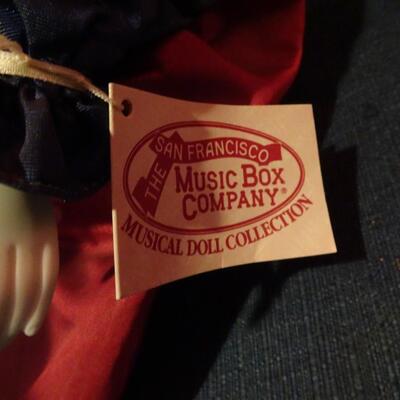 THE SAN FRANCISCO
MUSIC BOX
COMPANY®
MUSICAL DOLL COLLECTION